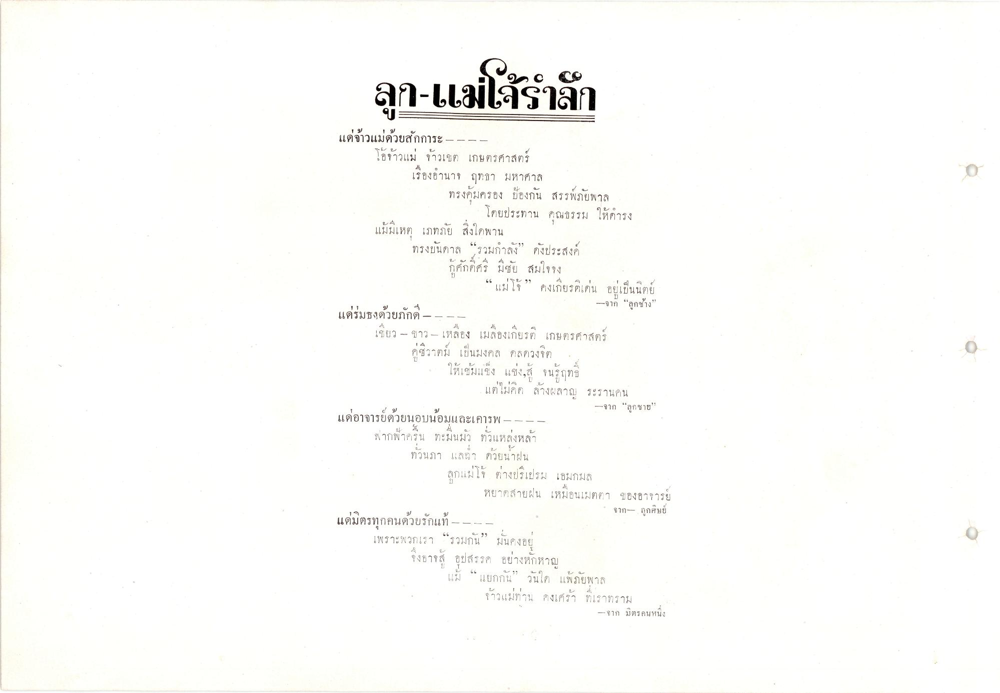 ลูก-แม่โจ้รำลึก
แด่จ้าวแม่ด้วยสักการะ – – – –
โอ้จ้าวแม่ จ้าวเขต เกษตรศาสตร์
เรืองอำนาจ ฤทธา มหาศาล
ทรงคุ้มครอง ป้องกัน สรรพ์ภัยพาล
โดยประทาน คุณธรรม ให้ดำรง
แม้มีเหตุ เภทภัย สิ่งใดพาน
ทรงบันดาล “รวมกำลัง” ดังประสงค์
กู้ศักดิ์ศรี มีชัย สมใจจง
“แม่โจ้” คงเกียรติเด่น อยู่เป็นนิตย์
—จาก “ลูกช้าง”
แด่ร่มธงด้วยภักดี – – – –
เขียว – ขาว – เหลือง เมลืองเกียรติ เกษตรศาสตร์
คู่ชีวาตม์ เป็นมงคล ดลดวงจิต
ให้เข้มแข็ง แข่ง,สู้ จนรู้ฤทธิ์
แต่ไม่คิด ล้างผลาญ ระรานคน
—จาก “ลูกชาย”
แด่อาจารย์ด้วยนอบน้อมและเคารพ – – – –
ฟากฟ้าครื้น ทะมื่นมัว ทั่วแหล่งหล้า
ทั่วนภา แลฉ่ำ ด้วยน้ำฝน
ลูกแม่โจ้ ต่างปรีเปรม เอมกมล
หยาดสายฝน เหมือนเมตตา ของอาจารย์
จาก— ลูกศิษย์
แด่มิตรทุกคนด้วยรักแท้ – – – –
เพราะพวกเรา “รวมกัน” มั่นคงอยู่
จึงอาจสู้ อุปสรรค อย่างหักหาญ
แม้ “แยกกัน” วันใด แพ้ภัยพาล
จ้าวแม่ท่าน คงเศร้า ที่เราทราม
—จาก มิตรคนหนึ่ง